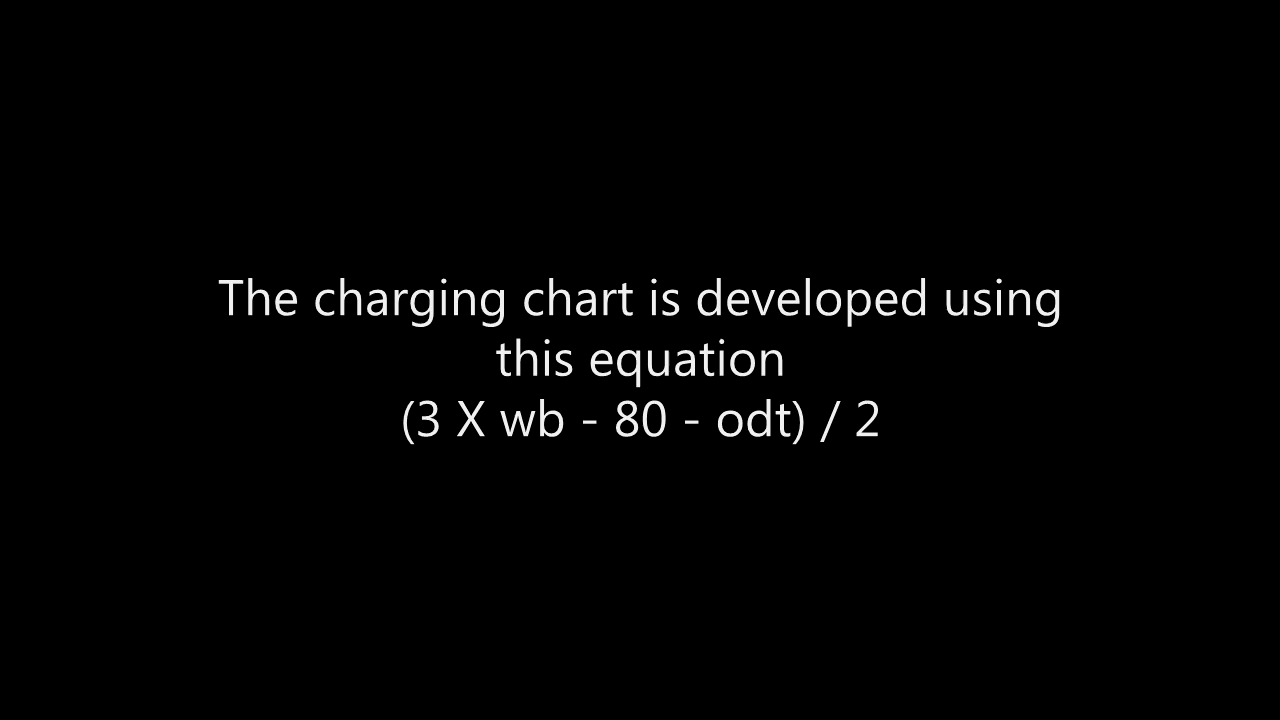 The charging chart is developed using
this equation
(3 X wb - 80 - odt) / 2